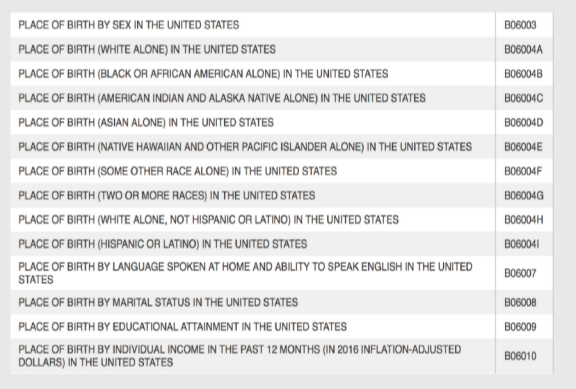 PLACE OF BIRTH BY SEX IN THE UNITED STATES B06003
PLACE OF BIRTH (WHITE ALONE) IN THE UNITED STATES B06004A
PLACE OF BIRTH (BLACK OR AFRICAN AMERICAN ALONE) IN THE UNITED STATES B06004B
PLACE OF BIRTH (AMERICAN INDIAN AND ALASKA NATIVE ALONE) IN THE UNITED STATES B06004C
PLACE OF BIRTH (ASIAN ALONE) IN THE UNITED STATES B06004D
PLACE OF BIRTH (NATIVE HAWAIIAN AND OTHER PACIFIC ISLANDER ALONE) IN THE UNITED STATES B06004E
PLACE OF BIRTH (SOME OTHER RACE ALONE) IN THE UNITED STATES B06004F
PLACE OF BIRTH (TWO OR MORE RACES) IN THE UNITED STATES B06004G
PLACE OF BIRTH (WHITE ALONE, NOT HISPANIC OR LATINO) IN THE UNITED STATES B06004H
PLACE OF BIRTH (HISPANIC OR LATINO) IN THE UNITED STATES B06004I
PLACE OF BIRTH BY LANGUAGE SPOKEN AT HOME AND ABILITY TO SPEAK ENGLISH IN THE UNITED
STATES B06007
PLACE OF BIRTH BY MARITAL STATUS IN THE UNITED STATES B06008
PLACE OF BIRTH BY EDUCATIONAL ATTAINMENT IN THE UNITED STATES B06009
PLACE OF BIRTH BY INDIVIDUAL INCOME IN THE PAST 12 MONTHS (IN 2016 INFLATION-ADJUSTED
DOLLARS) IN THE UNITED STATES B06010